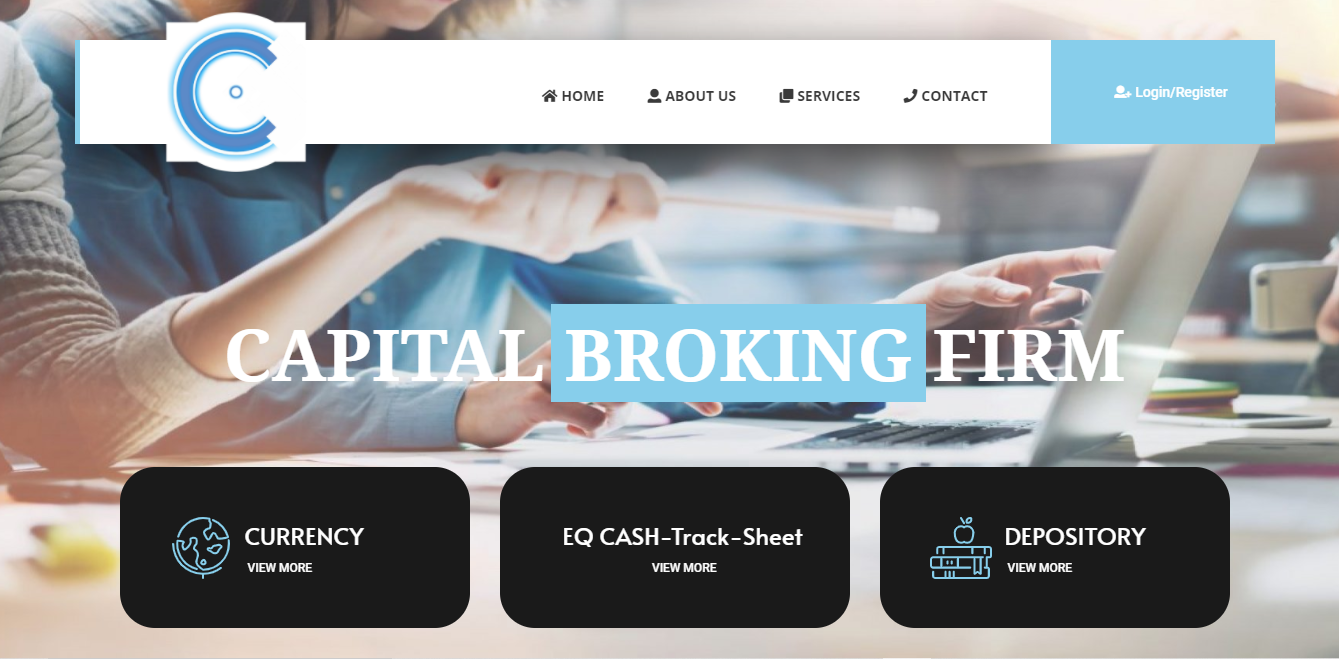 HOME ABOUT US SERVICES CONTACT Login/Register
CAPITAL BROKING FIRM
CURRENCY
VIEW MORE
EQ CASH-Track-Sheet
VIEW MORE
DEPOSITORY
VIEW MORE